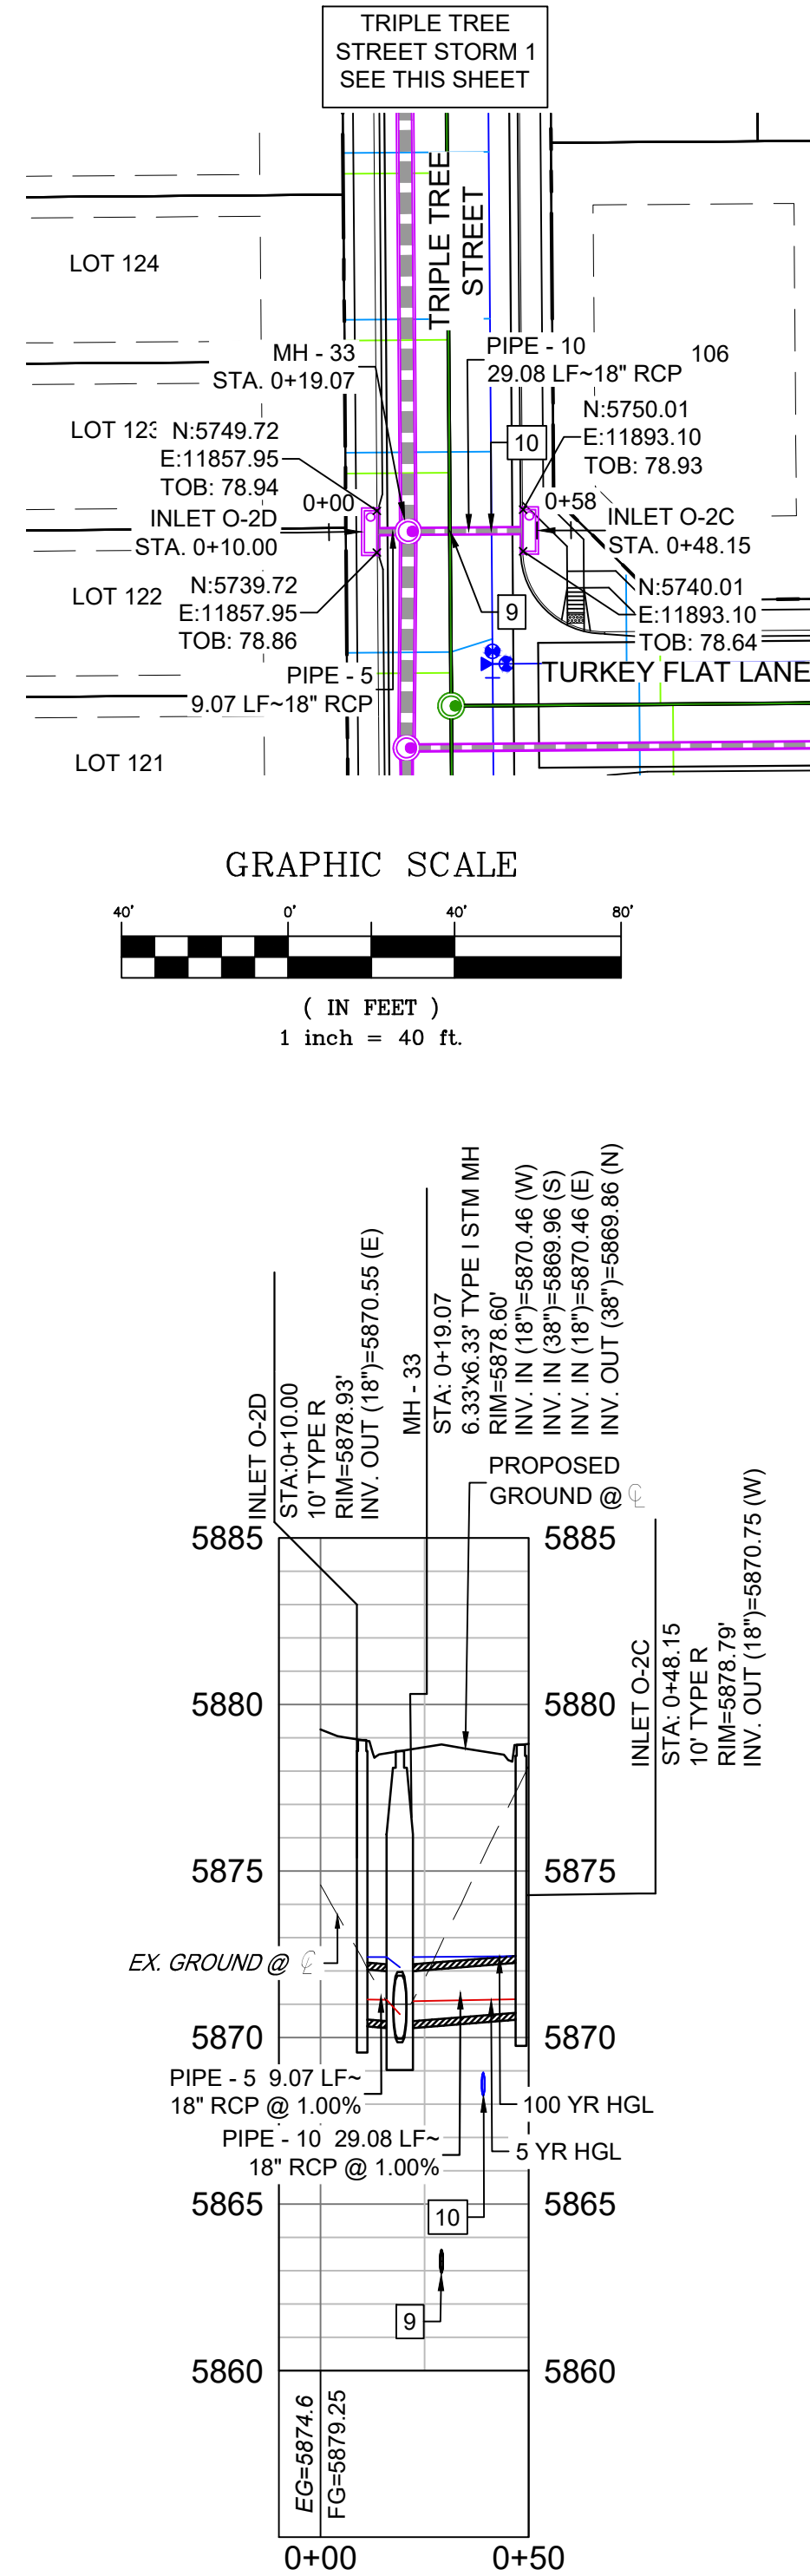 TRIPLE TREE
STREET STORM 1
SEE THIS SHEET
TRIPLE TREE
STREET
LOT 124
MH - 33
STA. 0+19.07
PIPE - 10
29.08 LF~18" RCP
106
LOT 123
N:5749.72
E:11857.95
TOB: 78.94
N:5750.01
E:11893.10
TOB: 78.93
10
0+00
0+58
INLET O-2D
STA. 0+10.00
INLET O-2C
STA. 0+48.15
LOT 122
N:5739.72
E:11857.95
TOB: 78.86
N:5740.01
E:11893.10
TOB: 78.64
9
PIPE - 5
9.07 LF~18" RCP
TURKEY FLAT LANE
LOT 121
GRAPHIC SCALE
40' 0' 40' 80'
( IN FEET )
1 inch = 40 ft.
INLET O-2D
STA:0+10.00
10' TYPE R
RIM=5878.93'
INV. OUT (18")=5870.55 (E)
MH - 33
STA: 0+19.07
6.33'x6.33' TYPE I STM MH
RIM=5878.60'
INV. IN (18")=5870.46 (W)
INV. IN (38")=5869.96 (S)
INV. IN (18")=5870.46 (E)
INV. OUT (38")=5869.86 (N)
PROPOSED
GROUND @ ℄
INLET O-2C
STA: 0+48.15
10' TYPE R
RIM=5878.79'
INV. OUT (18")=5870.75 (W)
5885 5885
5880 5880
5875 5875
EX. GROUND @ ℄
5870 5870
PIPE - 5 9.07 LF~
18" RCP @ 1.00%
100 YR HGL
PIPE - 10 29.08 LF~
18" RCP @ 1.00%
5 YR HGL
5865 5865
10
9
5860 5860
EG=5874.6
FG=5879.25
0+00 0+50